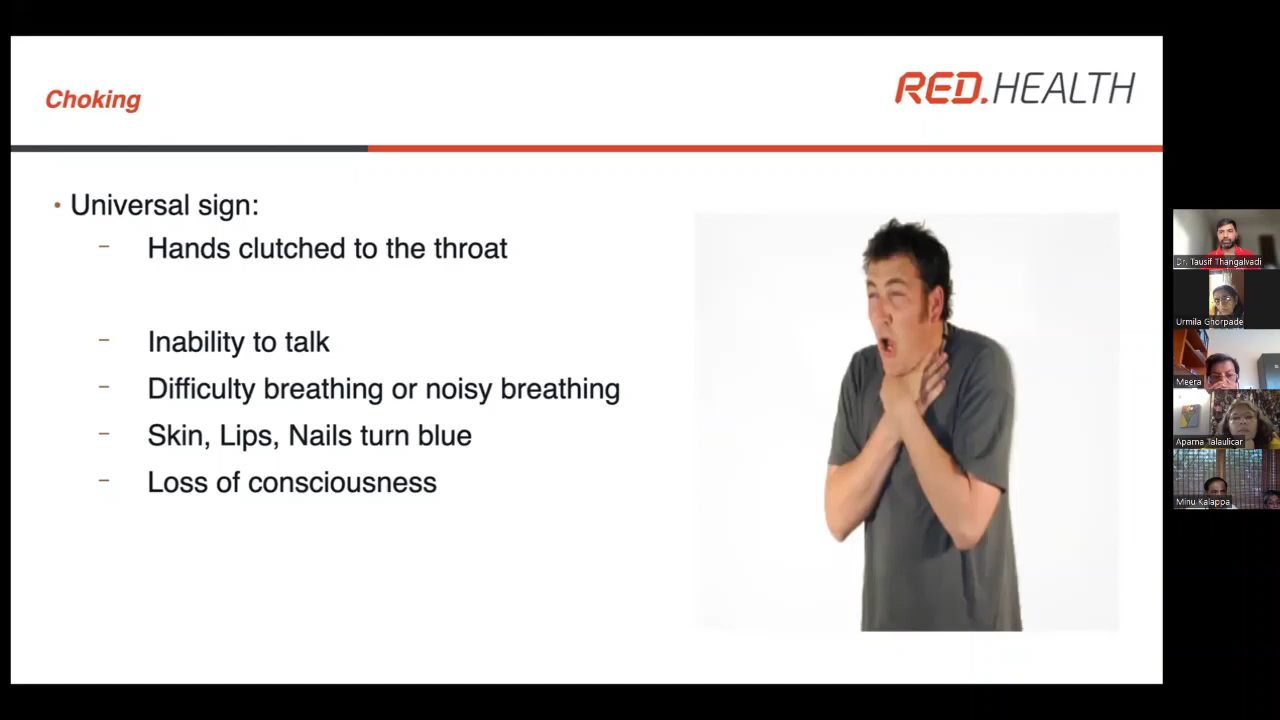 Choking
RED.HEALTH
• Universal sign:
– Hands clutched to the throat
– Inability to talk
– Difficulty breathing or noisy breathing
– Skin, Lips, Nails turn blue
– Loss of consciousness
Dr. Tausif Thangalvadi
Urmila Ghorpade
Meera
Aparna Talaulicar
Minu Kalappa